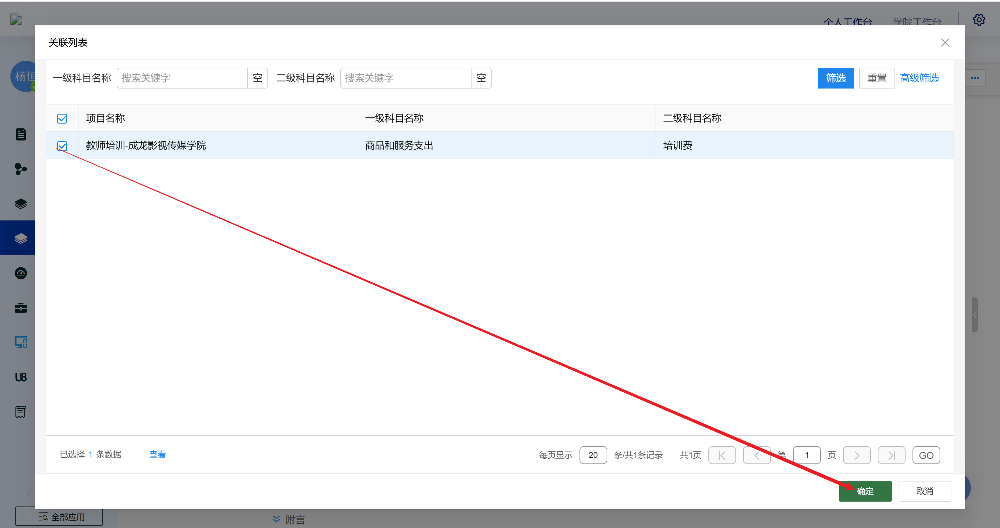 个人工作台 学院工作台
关联列表
杨恒
一级科目名称 搜索关键字 空 二级科目名称 搜索关键字 空 筛选 重置 高级筛选
项目名称 一级科目名称 二级科目名称
教师培训-成龙影视传媒学院 商品和服务支出 培训费
U8
已选择 1 条数据 查看 每页显示 20 条/共1条记录 共1页 第 1 页 GO
确定 取消
全部应用 附言